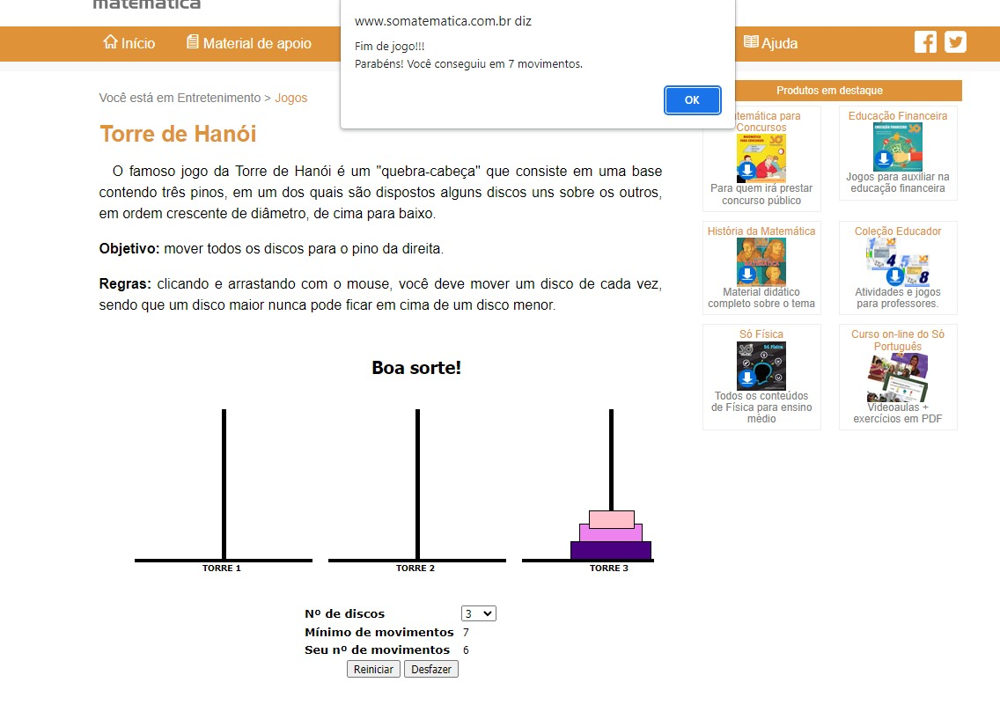 matemática
www.somatematica.com.br diz
Fim de jogo!!!
Parabéns! Você conseguiu em 7 movimentos.
OK
Início
Material de apoio
Ajuda
Você está em Entretenimento > Jogos
Torre de Hanói
O famoso jogo da Torre de Hanói é um "quebra-cabeça" que consiste em uma base
contendo três pinos, em um dos quais são dispostos alguns discos uns sobre os outros,
em ordem crescente de diâmetro, de cima para baixo.
Objetivo: mover todos os discos para o pino da direita.
Regras: clicando e arrastando com o mouse, você deve mover um disco de cada vez,
sendo que um disco maior nunca pode ficar em cima de um disco menor.
Boa sorte!
TORRE 1
TORRE 2
TORRE 3
Nº de discos 3
Mínimo de movimentos 7
Seu nº de movimentos 6
Reiniciar Desfazer
Produtos em destaque
temática para
Concursos
Para quem irá prestar
concurso público
Educação Financeira
Jogos para auxiliar na
educação financeira
História da Matemática
Material didático
completo sobre o tema
Coleção Educador
Atividades e jogos
para professores.
Só Física
Todos os conteúdos
de Física para ensino
médio
Curso on-line do Só
Português
Videoaulas +
exercícios em PDF